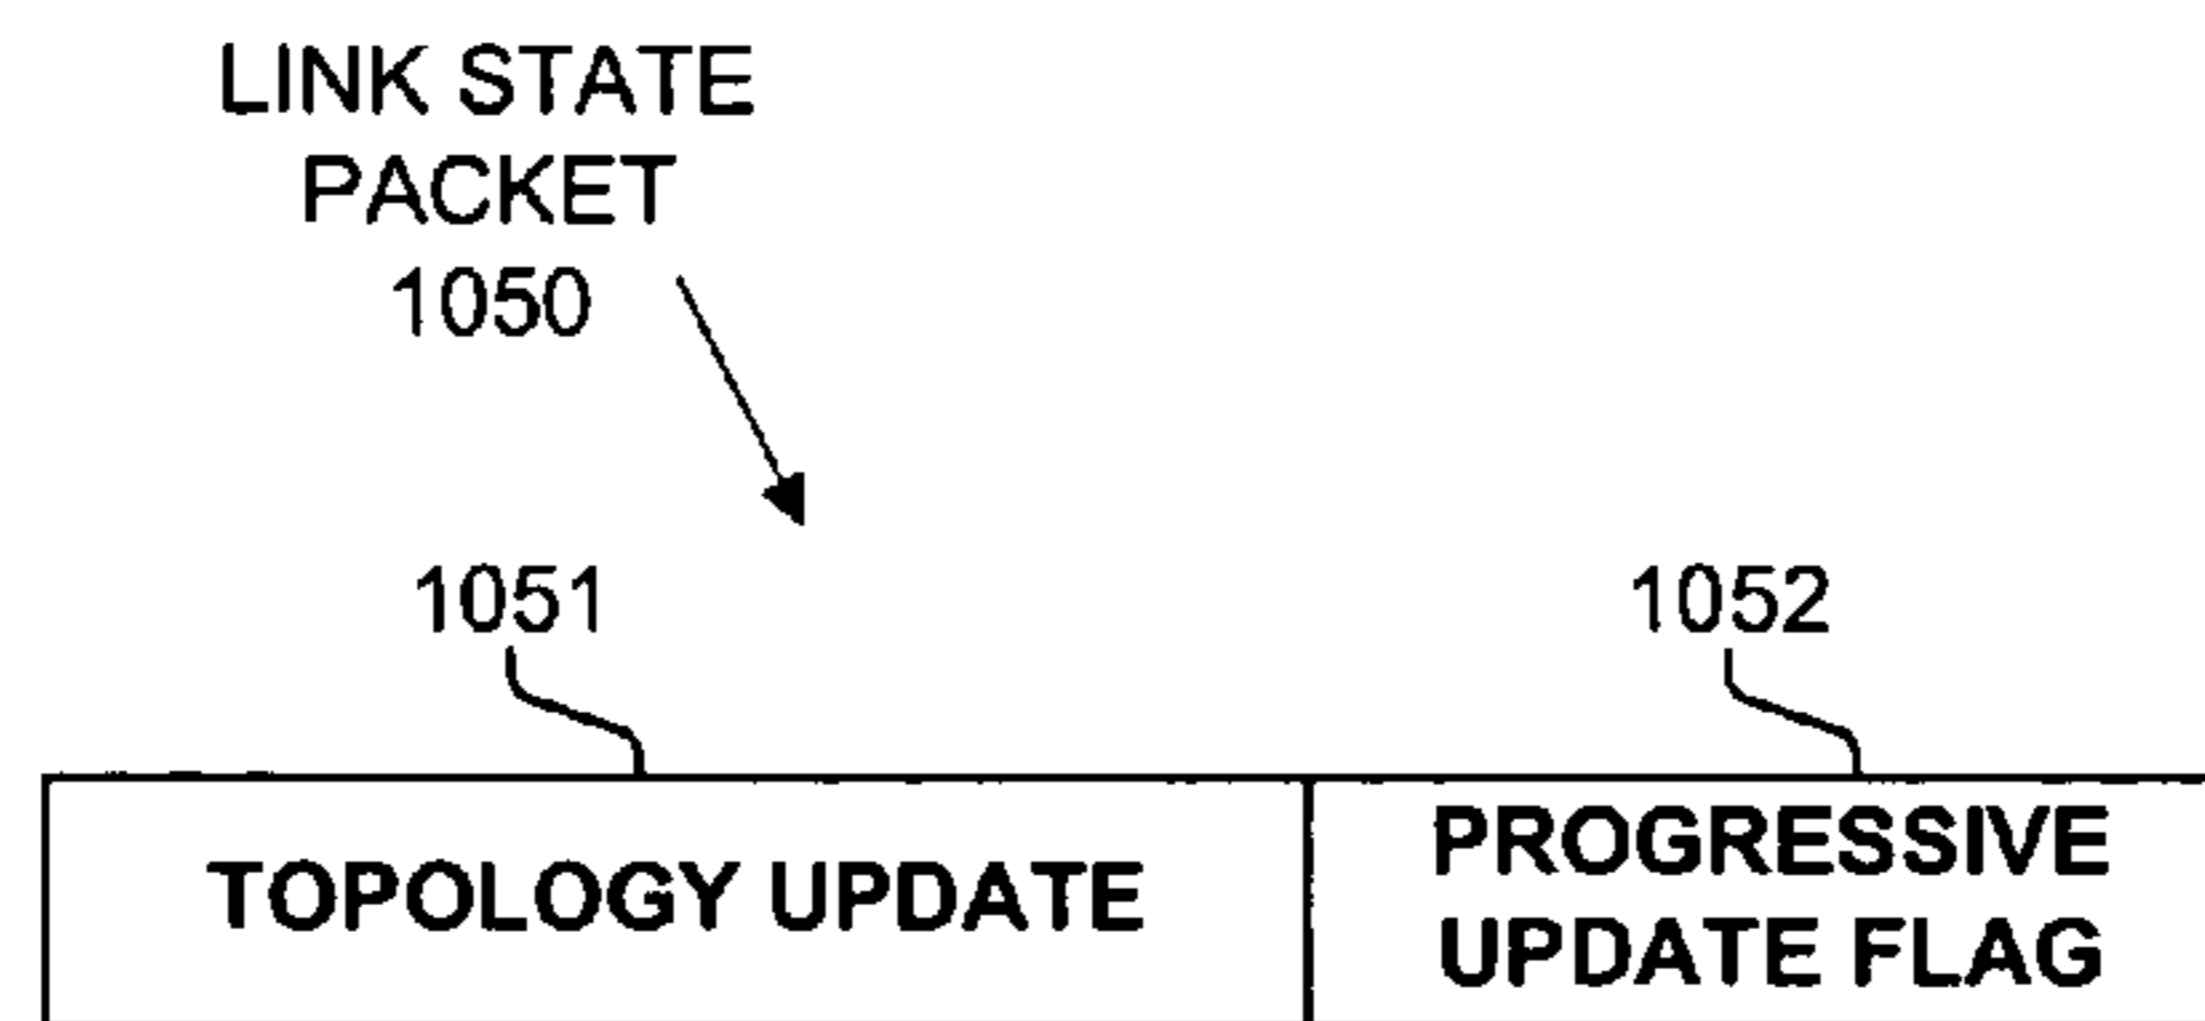 LINK STATE
PACKET
1050
1051
1052
TOPOLOGY UPDATE
PROGRESSIVE
UPDATE FLAG